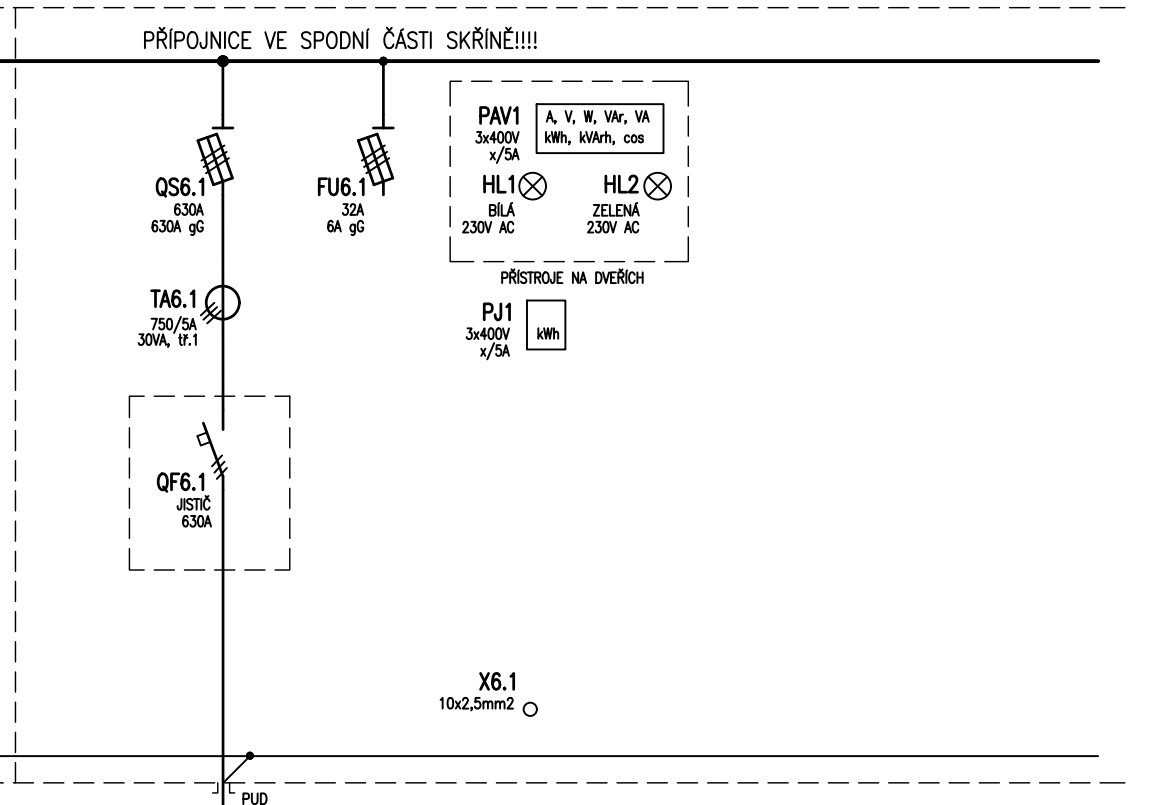 PŘÍPOJNICE VE SPODNÍ ČÁSTI SKŘÍNĚ!!!!
QS6.1
630A
630A gG
FU6.1
32A
6A gG
PAV1
3x400V
x/5A
A, V, W, VAr, VA
kWh, kVArh, cos
HL1
BÍLÁ
230V AC
HL2
ZELENÁ
230V AC
PŘÍSTROJE NA DVEŘÍCH
TA6.1
750/5A
30VA, tř.1
PJ1
3x400V
x/5A
kWh
QF6.1
JISTIČ
630A
X6.1
10x2,5mm2
PUD